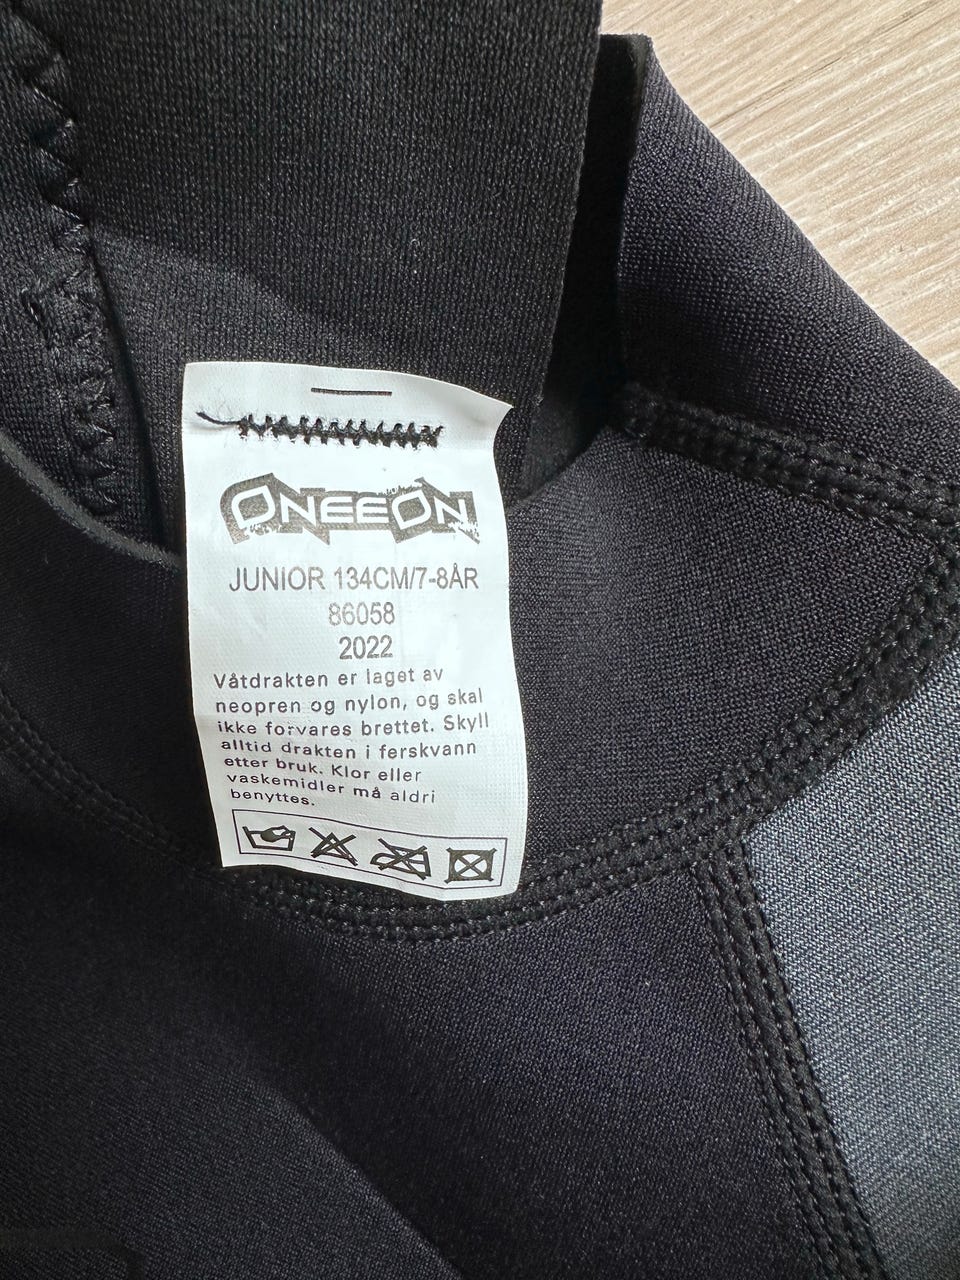 ONEEON
JUNIOR 134CM/7-8ÅR
86058
2022
Våtdrakten er laget av
neopren og nylon, og skal
ikke forvares brettet. Skyll
alltid drakten i ferskvann
etter bruk. Klor eller
vaskemidler må aldri
benyttes.